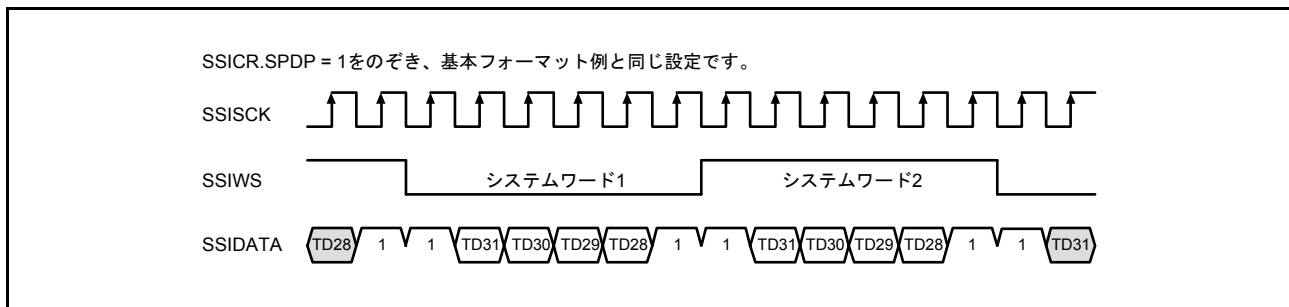 SSICR.SPDP = 1をのぞき、基本フォーマット例と同じ設定です。
SSISCK
SSIWS システムワード1 システムワード2
SSIDATA TD28 1 1 TD31 TD30 TD29 TD28 1 1 TD31 TD30 TD29 TD28 1 1 TD31